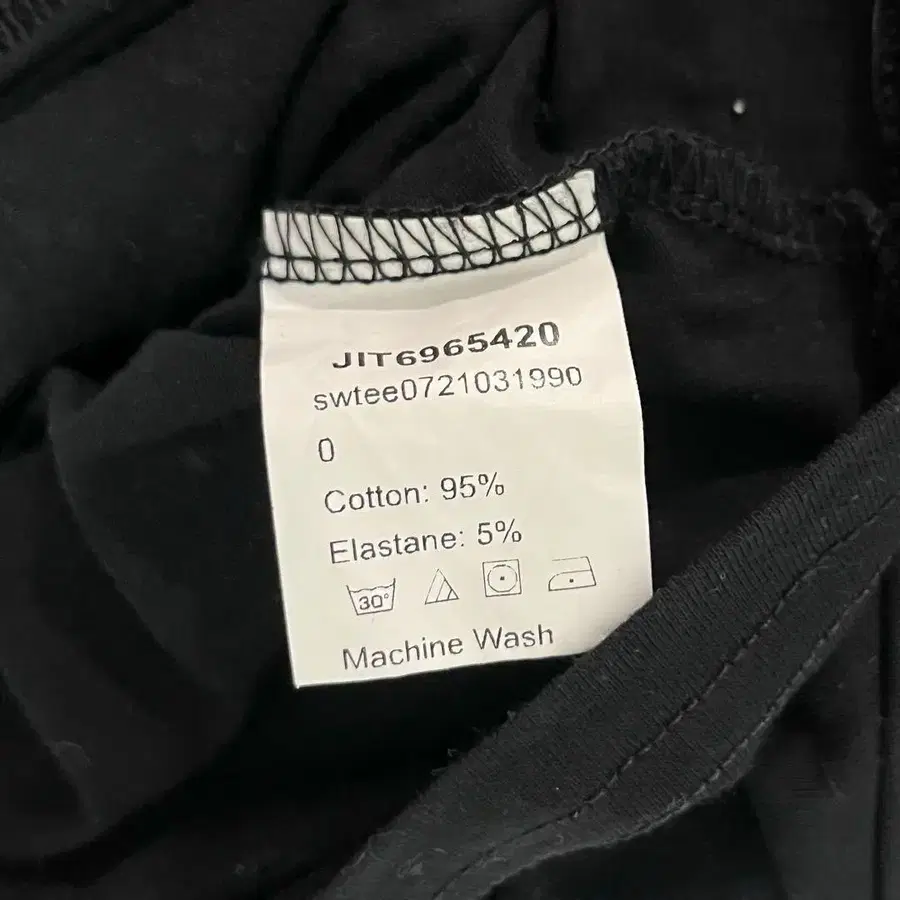 JIT6965420
swtee0721031990
0
Cotton: 95%
Elastane: 5%
30°
Machine Wash